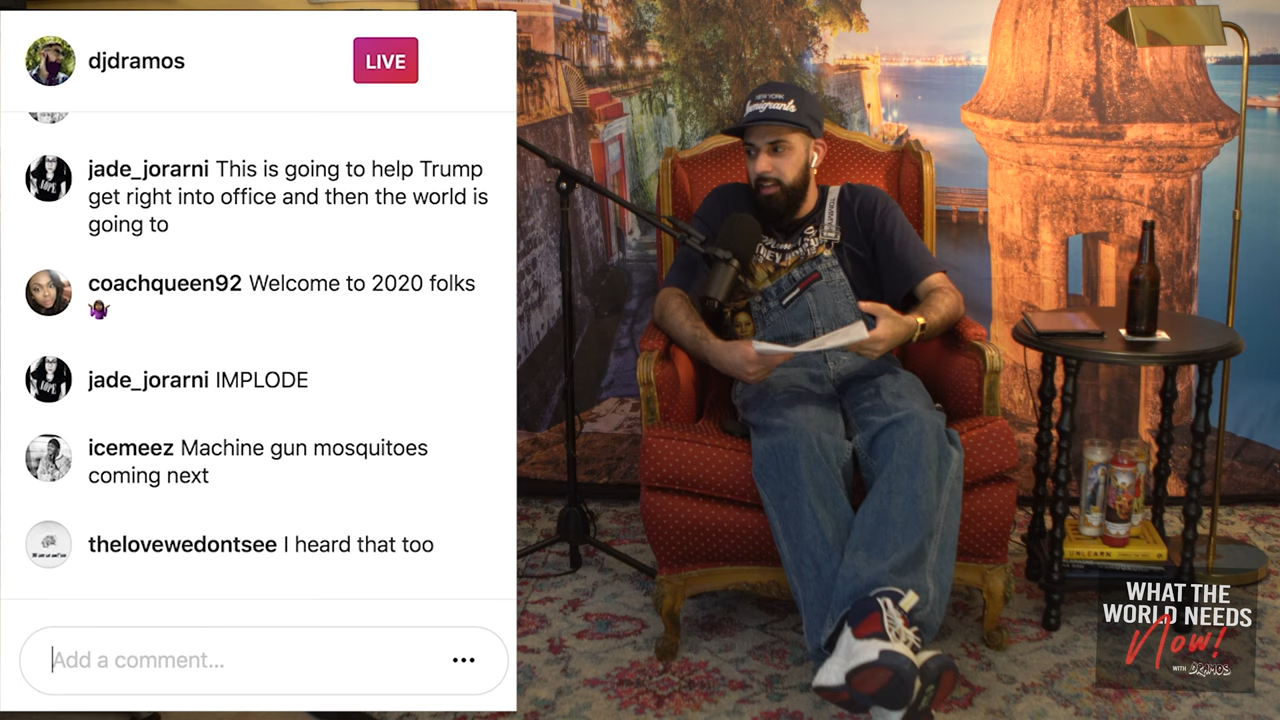 djdramos
LIVE
jade_jorarni This is going to help Trump
get right into office and then the world is
going to
coachqueen92 Welcome to 2020 folks
🤷🏾‍♀️
jade_jorarni IMPLODE
icemeez Machine gun mosquitoes
coming next
thelovewedontsee I heard that too
Add a comment...
NEW YORK
Immigrants
UNLEARN
WHAT THE
WORLD NEEDS
Now!
WITH DRAMOS